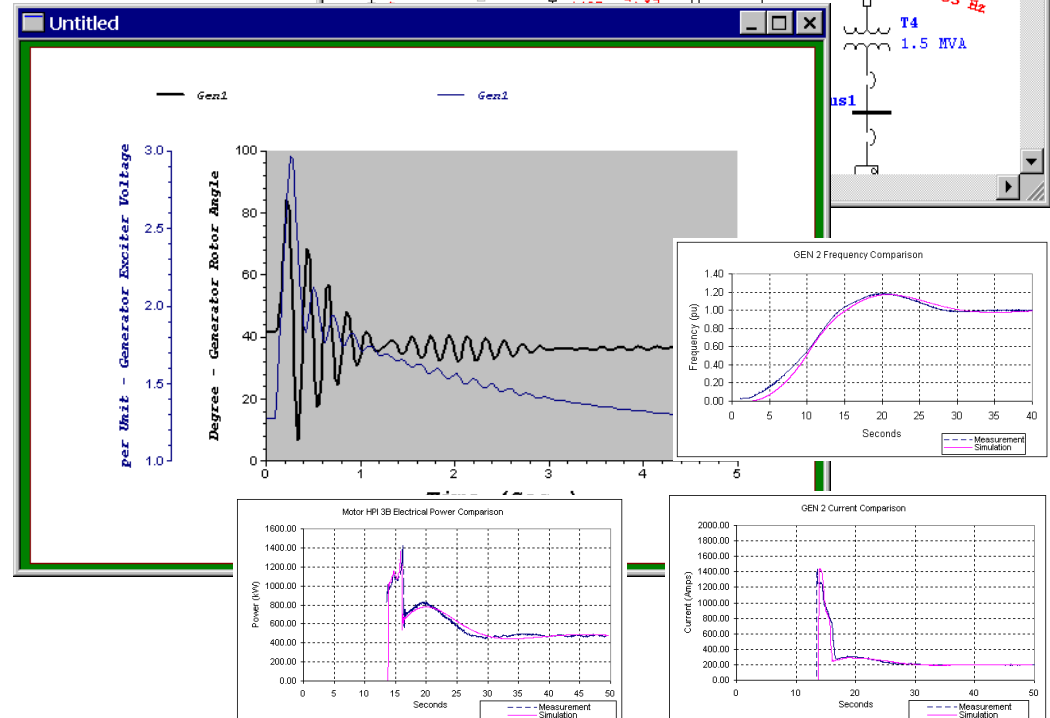 Untitled
T4
1.5 MVA
Hz
us1
Gen1
Gen1
per Unit - Generator Exciter Voltage
3.0
2.5
2.0
1.5
1.0
Degree - Generator Rotor Angle
100
80
60
40
20
0
0 1 2 3 4 5
GEN 2 Frequency Comparison
Frequency (pu)
1.40
1.20
1.00
0.80
0.60
0.40
0.20
0.00
0 5 10 15 20 25 30 35 40
Seconds
Measurement
Simulation
Motor HPI 3B Electrical Power Comparison
Power (kW)
1600.00
1400.00
1200.00
1000.00
800.00
600.00
400.00
200.00
0.00
0 5 10 15 20 25 30 35 40 45 50
Seconds
Measurement
Simulation
GEN 2 Current Comparison
Current (Amps)
2000.00
1800.00
1600.00
1400.00
1200.00
1000.00
800.00
600.00
400.00
200.00
0.00
0 10 20 30 40 50
Seconds
Measurement
Simulation